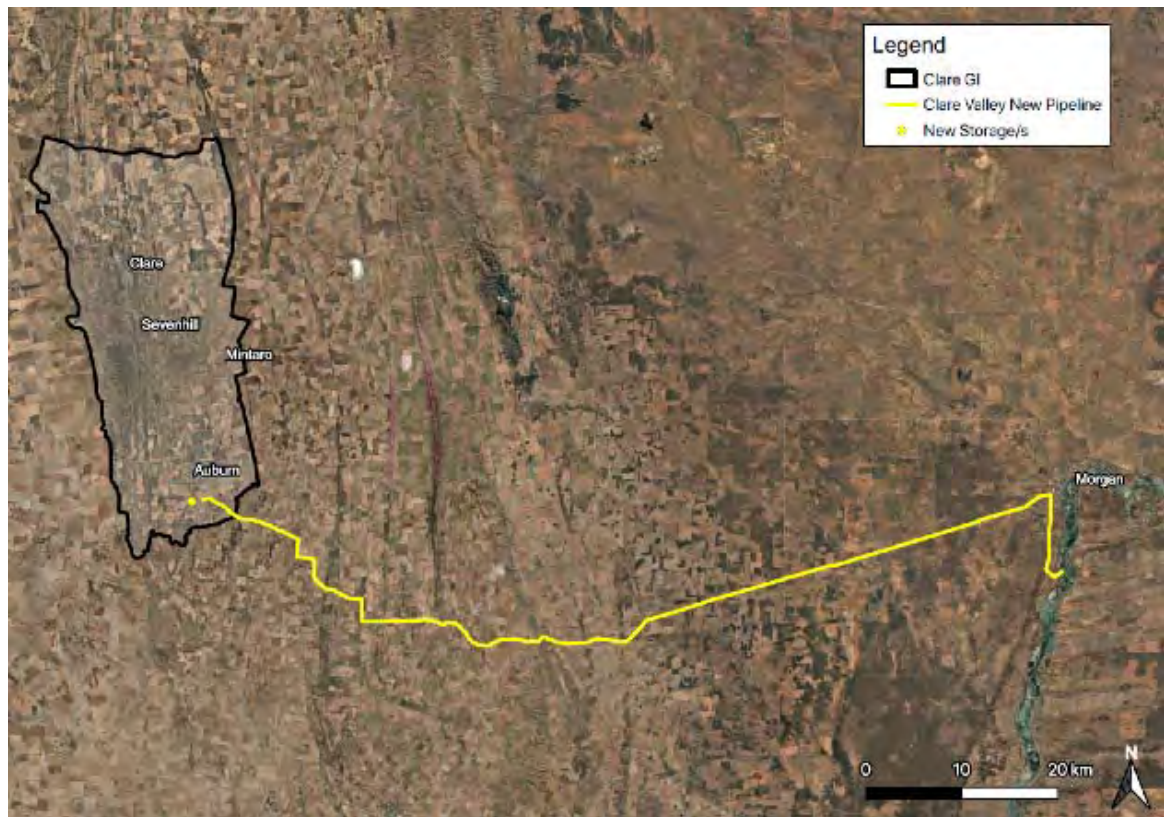 Legend
Clare GI
Clare Valley New Pipeline
New Storage/s
Clare
Sevenhill
Mintaro
Auburn
Morgan
N
0 10 20 km